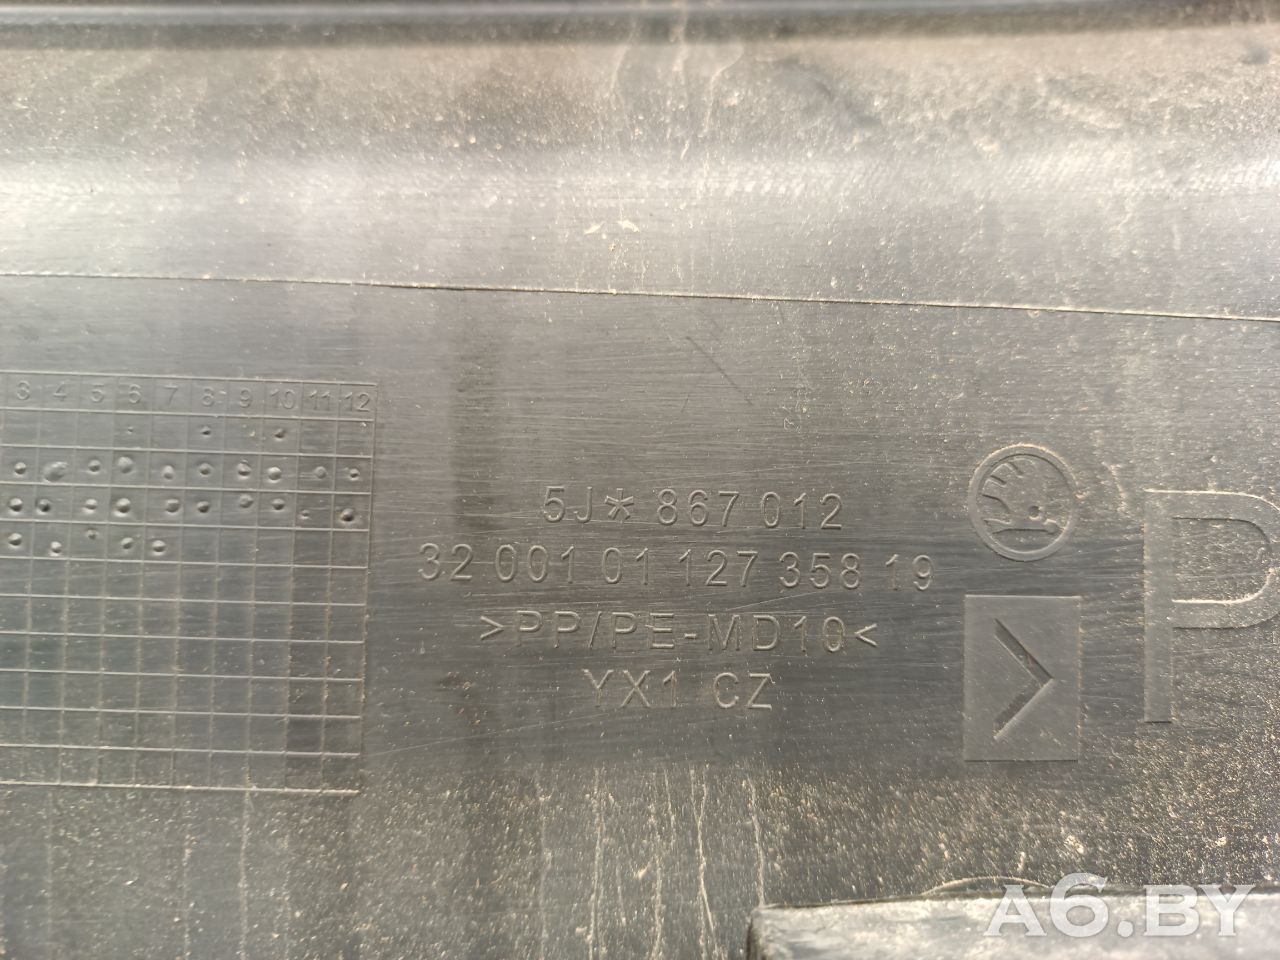 3 4 5 6 7 8 9 10 11 12
5J* 867 012
32 001 01 127 358 19
>PP/PE-MD10<
YX1 CZ
>P
A6.BY